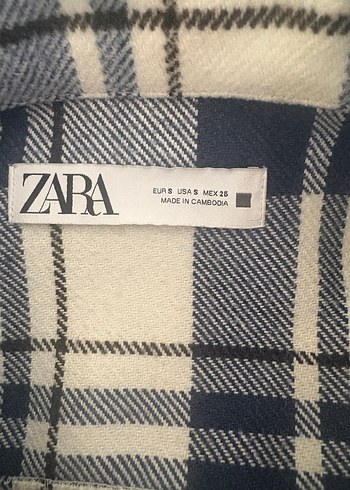 ZARA
EUR S USA S MEX 26
MADE IN CAMBODIA